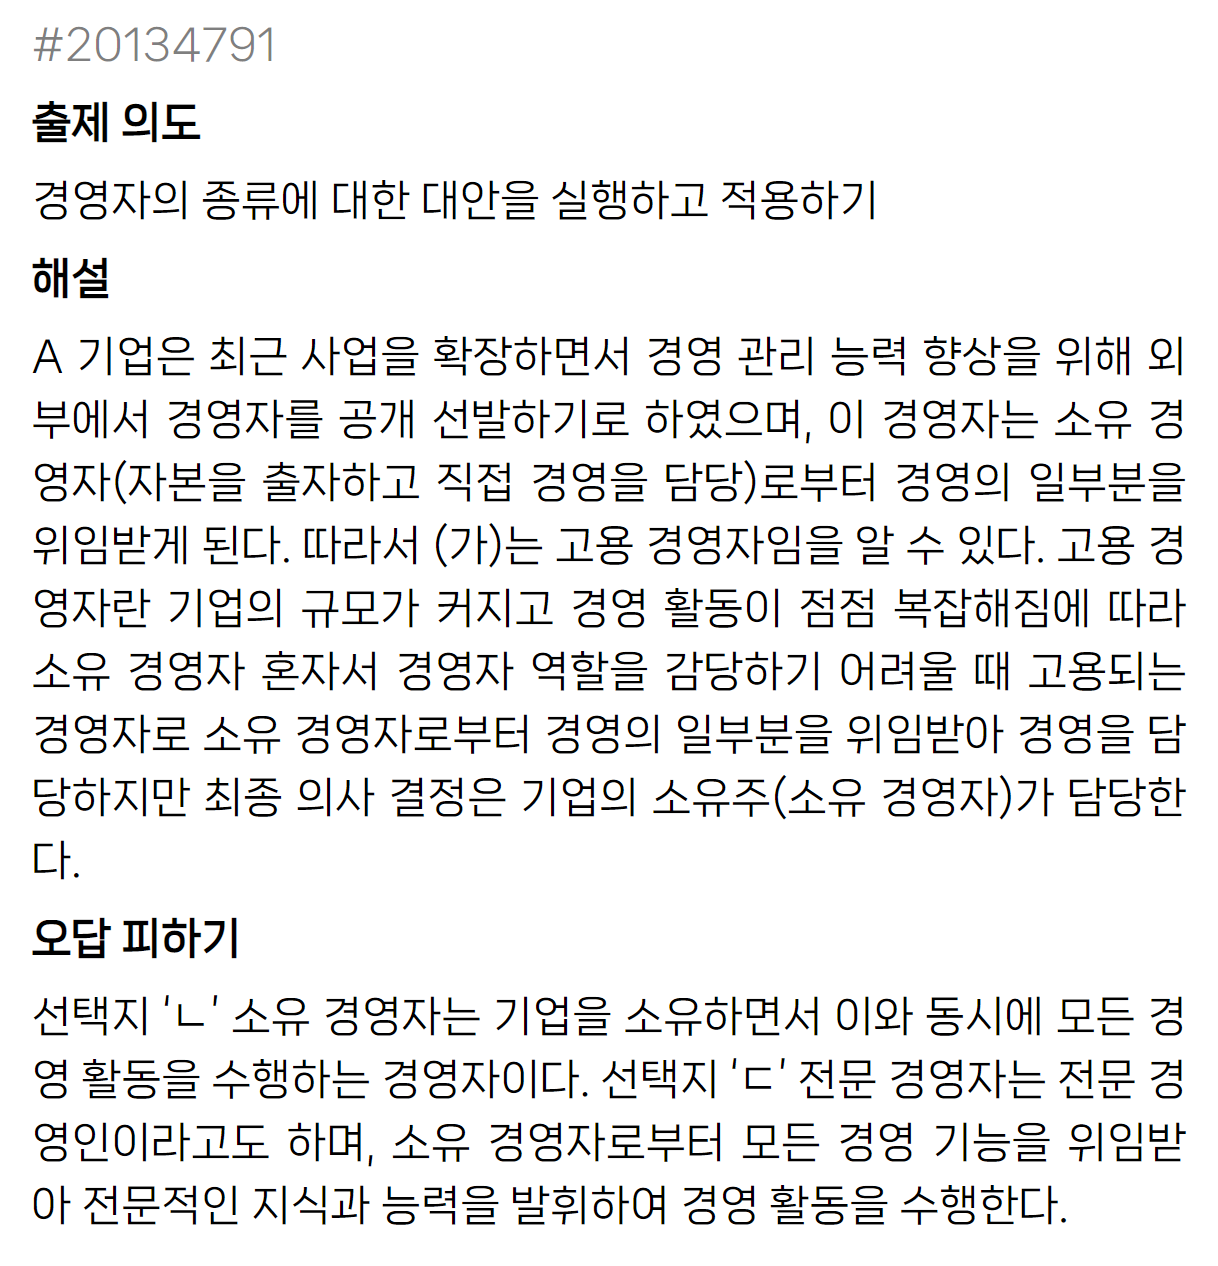 #20134791
출제 의도
경영자의 종류에 대한 대안을 실행하고 적용하기
해설
A 기업은 최근 사업을 확장하면서 경영 관리 능력 향상을 위해 외
부에서 경영자를 공개 선발하기로 하였으며, 이 경영자는 소유 경
영자(자본을 출자하고 직접 경영을 담당)로부터 경영의 일부분을
위임받게 된다. 따라서 (가)는 고용 경영자임을 알 수 있다. 고용 경
영자란 기업의 규모가 커지고 경영 활동이 점점 복잡해짐에 따라
소유 경영자 혼자서 경영자 역할을 감당하기 어려울 때 고용되는
경영자로 소유 경영자로부터 경영의 일부분을 위임받아 경영을 담
당하지만 최종 의사 결정은 기업의 소유주(소유 경영자)가 담당한
다.
오답 피하기
선택지 ‘ㄴ’ 소유 경영자는 기업을 소유하면서 이와 동시에 모든 경
영 활동을 수행하는 경영자이다. 선택지 ‘ㄷ’ 전문 경영자는 전문 경
영인이라고도 하며, 소유 경영자로부터 모든 경영 기능을 위임받
아 전문적인 지식과 능력을 발휘하여 경영 활동을 수행한다.